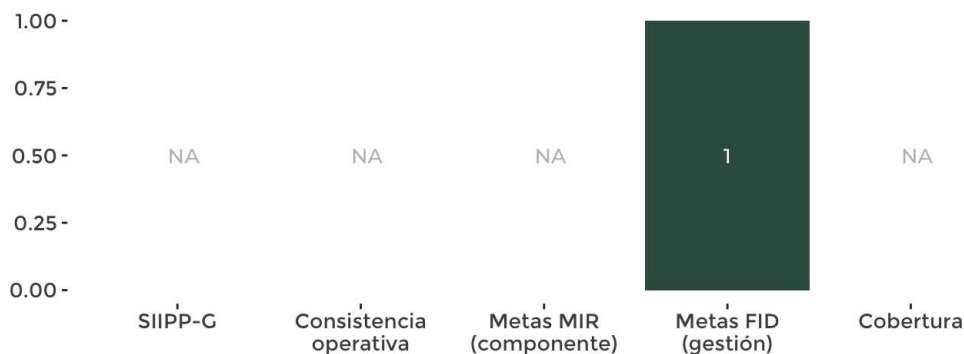 1.00
0.75
0.50
0.25
0.00
NA
NA
NA
1
NA
SIIPP-G
Consistencia
operativa
Metas MIR
(componente)
Metas FID
(gestión)
Cobertura